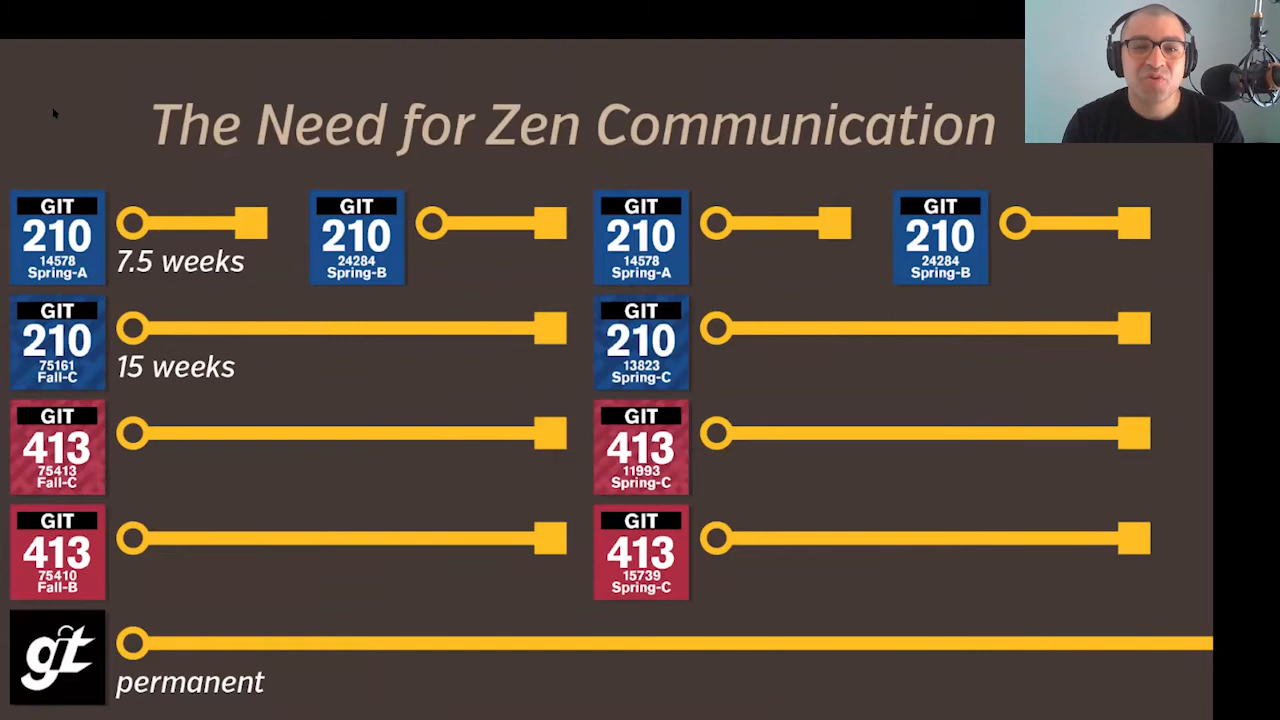 The Need for Zen Communication
GIT
210
14578
Spring-A
7.5 weeks
GIT
210
24284
Spring-B
GIT
210
14578
Spring-A
GIT
210
24284
Spring-B
GIT
210
75161
Fall-C
15 weeks
GIT
210
13823
Spring-C
GIT
413
75413
Fall-C
GIT
413
11993
Spring-C
GIT
413
75410
Fall-B
GIT
413
15739
Spring-C
git
permanent